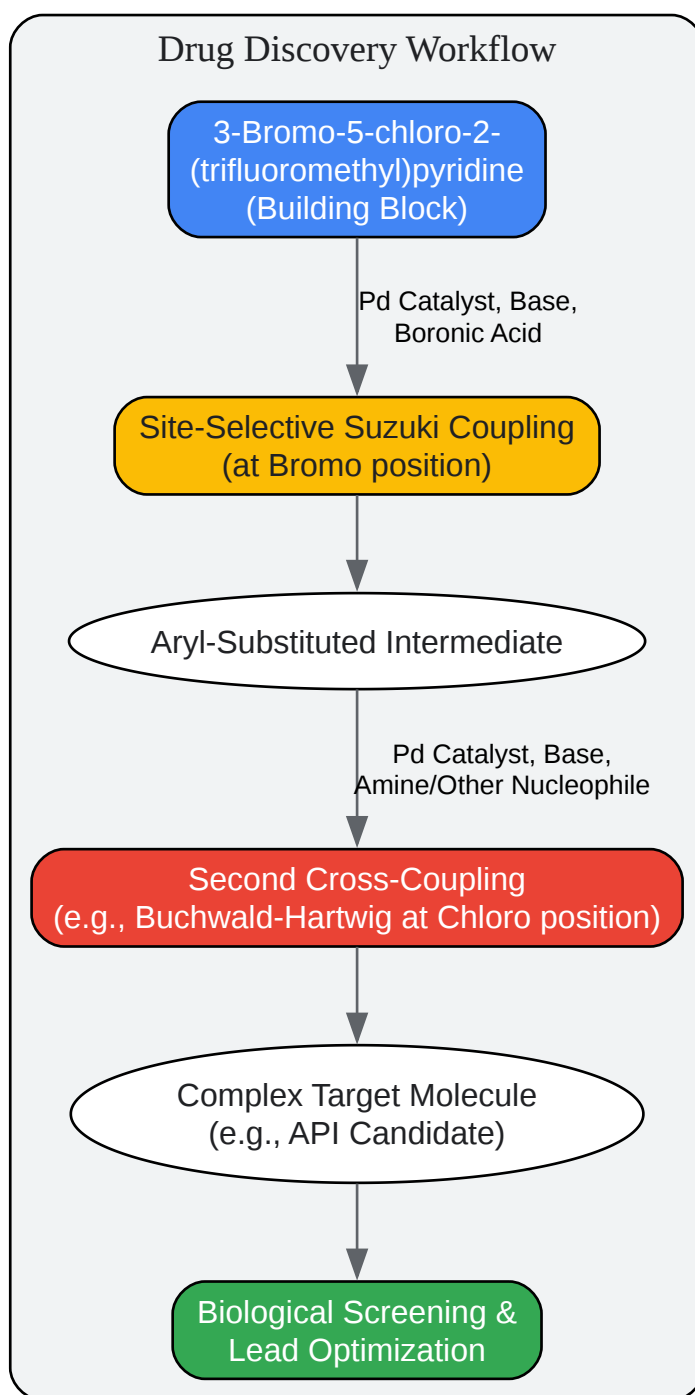 Drug Discovery Workflow
3-Bromo-5-chloro-2-
(trifluoromethyl)pyridine
(Building Block)
Pd Catalyst, Base,
Boronic Acid
Site-Selective Suzuki Coupling
(at Bromo position)
Aryl-Substituted Intermediate
Pd Catalyst, Base,
Amine/Other Nucleophile
Second Cross-Coupling
(e.g., Buchwald-Hartwig at Chloro position)
Complex Target Molecule
(e.g., API Candidate)
Biological Screening &
Lead Optimization